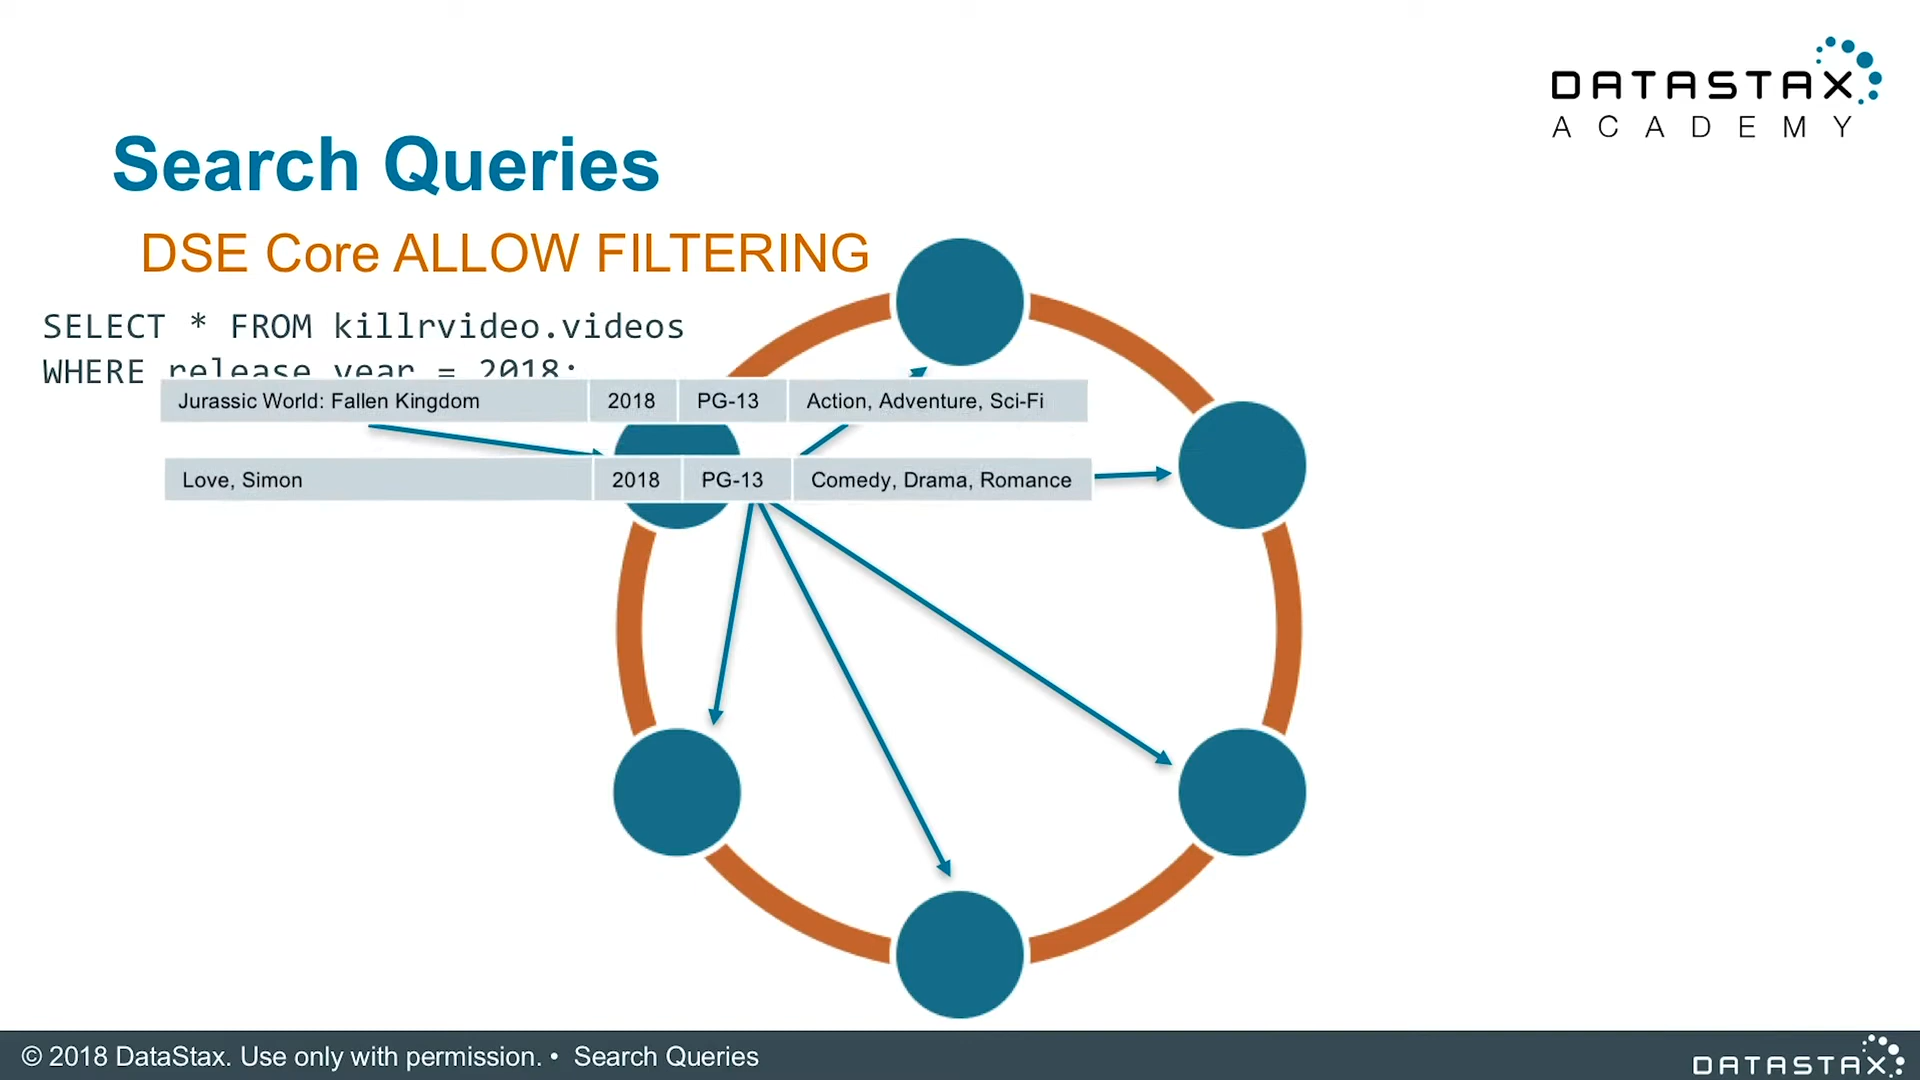 DATASTAX
ACADEMY
Search Queries
DSE Core ALLOW FILTERING
SELECT * FROM killrvideo.videos
WHERE release_year = 2018;
Jurassic World: Fallen Kingdom 2018 PG-13 Action, Adventure, Sci-Fi
Love, Simon 2018 PG-13 Comedy, Drama, Romance
© 2018 DataStax. Use only with permission. • Search Queries
DATASTAX